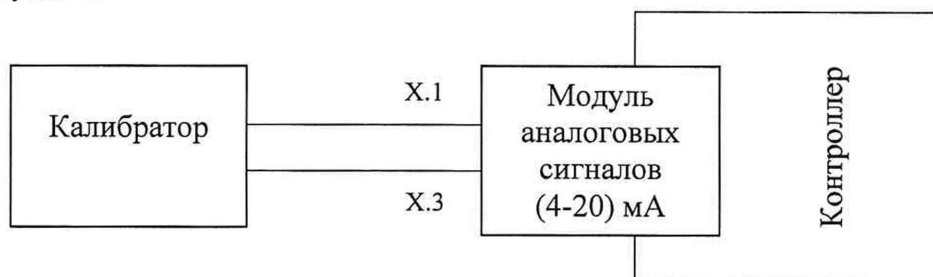 Калибратор
X.1
X.3
Модуль
аналоговых
сигналов
(4-20) мА
Контроллер